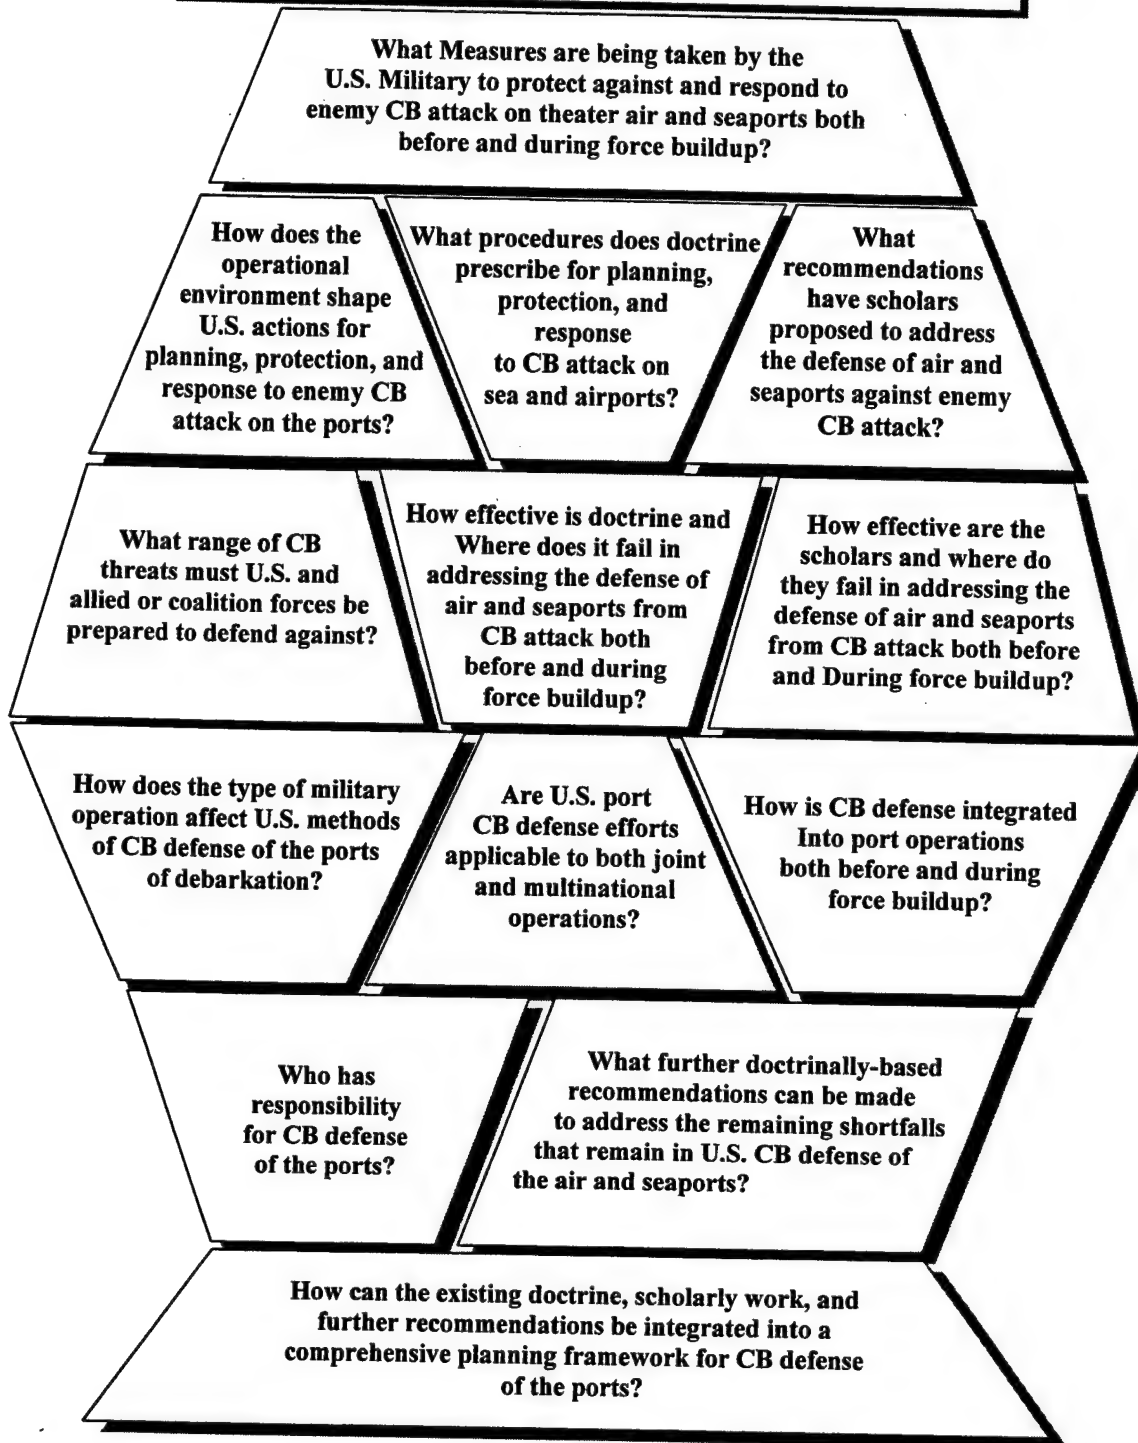 What Measures are being taken by the
U.S. Military to protect against and respond to
enemy CB attack on theater air and seaports both
before and during force buildup?
How does the
operational
environment shape
U.S. actions for
planning, protection, and
response to enemy CB
attack on the ports?
What procedures does doctrine
prescribe for planning,
protection, and
response
to CB attack on
sea and airports?
What
recommendations
have scholars
proposed to address
the defense of air and
seaports against enemy
CB attack?
What range of CB
threats must U.S. and
allied or coalition forces be
prepared to defend against?
How effective is doctrine and
Where does it fail in
addressing the defense of
air and seaports from
CB attack both
before and during
force buildup?
How effective are the
scholars and where do
they fail in addressing the
defense of air and seaports
from CB attack both before
and During force buildup?
How does the type of military
operation affect U.S. methods
of CB defense of the ports
of debarkation?
Are U.S. port
CB defense efforts
applicable to both joint
and multinational
operations?
How is CB defense integrated
Into port operations
both before and during
force buildup?
Who has
responsibility
for CB defense
of the ports?
What further doctrinally-based
recommendations can be made
to address the remaining shortfalls
that remain in U.S. CB defense of
the air and seaports?
How can the existing doctrine, scholarly work, and
further recommendations be integrated into a
comprehensive planning framework for CB defense
of the ports?